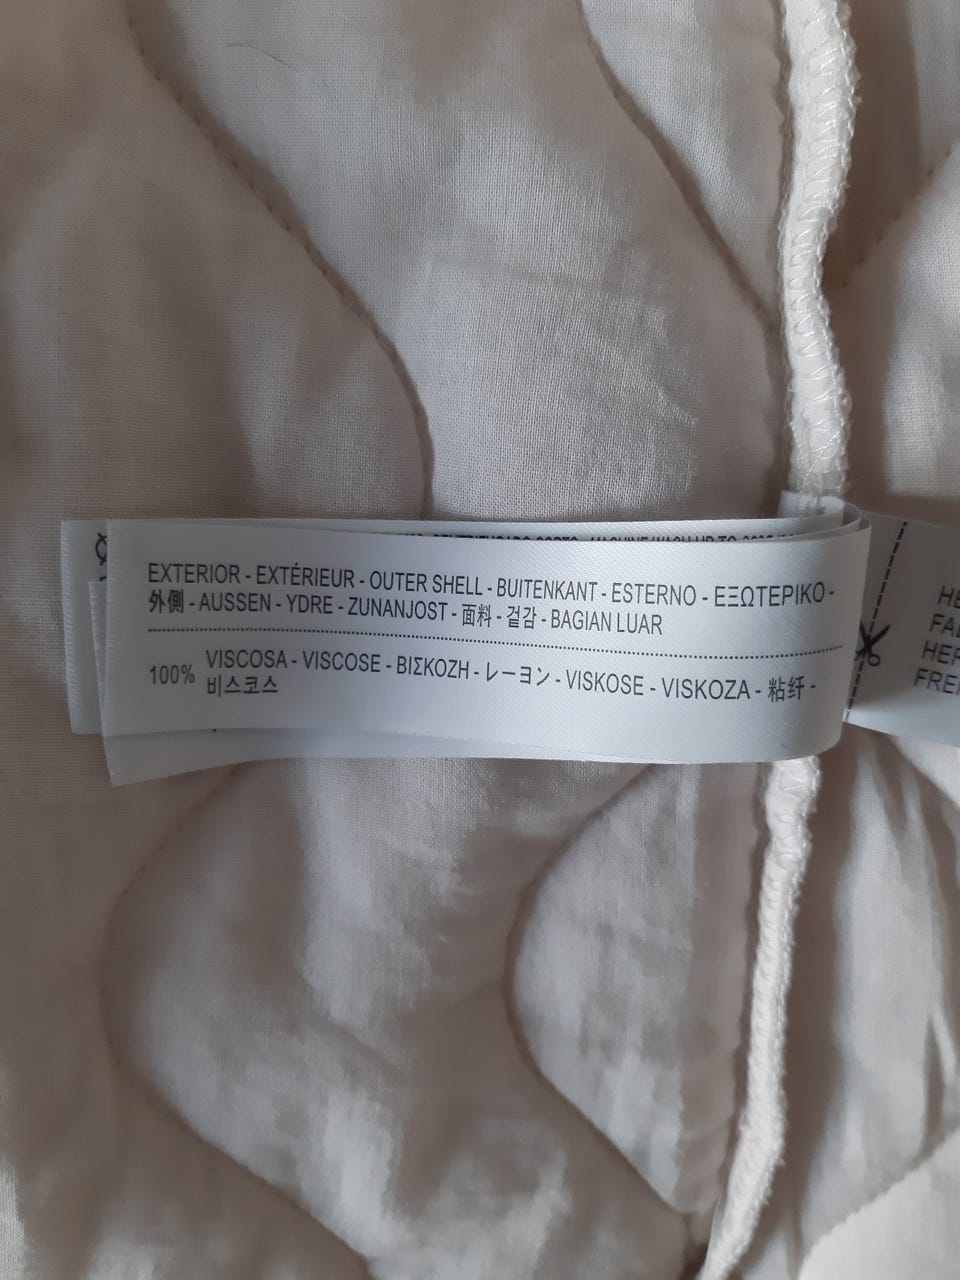 EXTERIOR - EXTÉRIEUR - OUTER SHELL - BUITENKANT - ESTERNO - ΕΞΩΤΕΡΙΚΟ -
外側 - AUSSEN - YDRE - ZUNANJOST - 面料 - 겉감 - BAGIAN LUAR
100% VISCOSA - VISCOSE - ΒΙΣΚΟΖΗ - レーヨン - VISKOSE - VISKOZA - 粘纤 -
비스코스